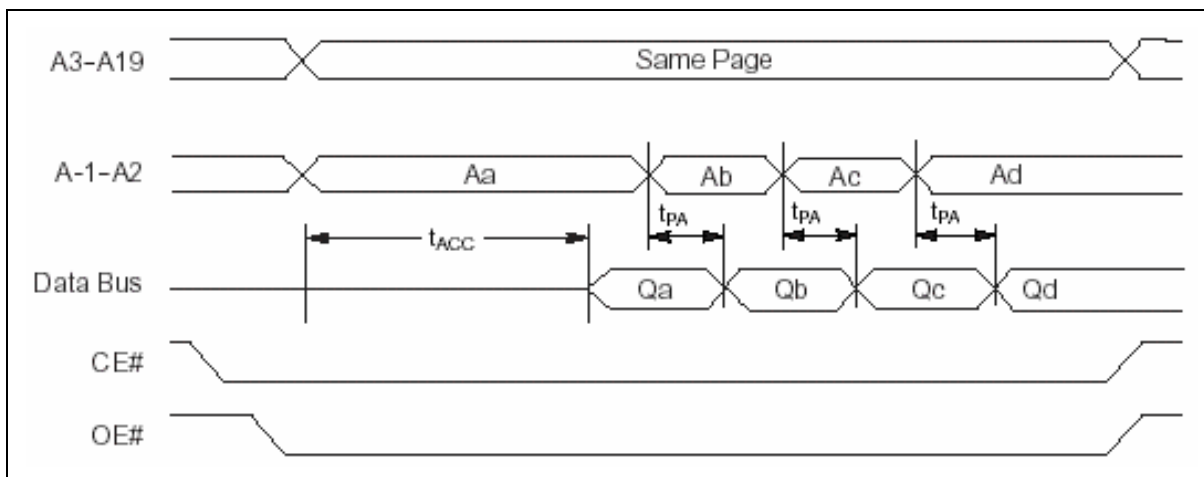 A3–A19
Same Page
A-1–A2
Aa
Ab
Ac
Ad
tPA
tPA
tPA
tACC
Data Bus
Qa
Qb
Qc
Qd
CE#
OE#